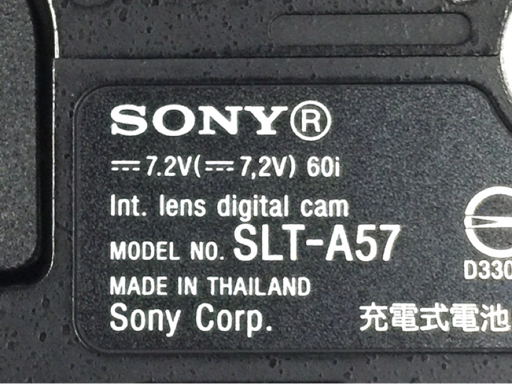 SONY®
⎓7.2V(⎓7,2V) 60i
Int. lens digital cam
MODEL NO. SLT-A57
D330
MADE IN THAILAND
Sony Corp. 充電式電池